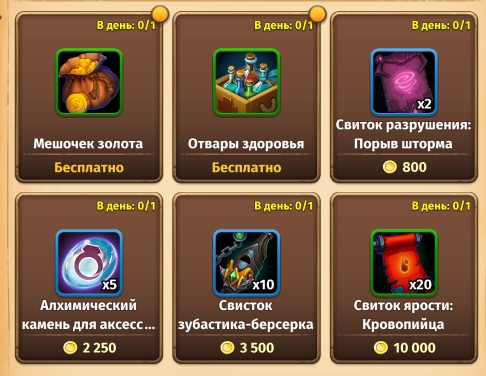 В день: 0/1
Мешочек золота
Бесплатно
В день: 0/1
Отвары здоровья
Бесплатно
В день: 0/1
x2
Свиток разрушения:
Порыв шторма
800
В день: 0/1
x5
Алхимический
камень для аксесс...
2 250
В день: 0/1
x10
Свисток
зубастика-берсерка
3 500
В день: 0/1
x20
Свиток ярости:
Кровопийца
10 000